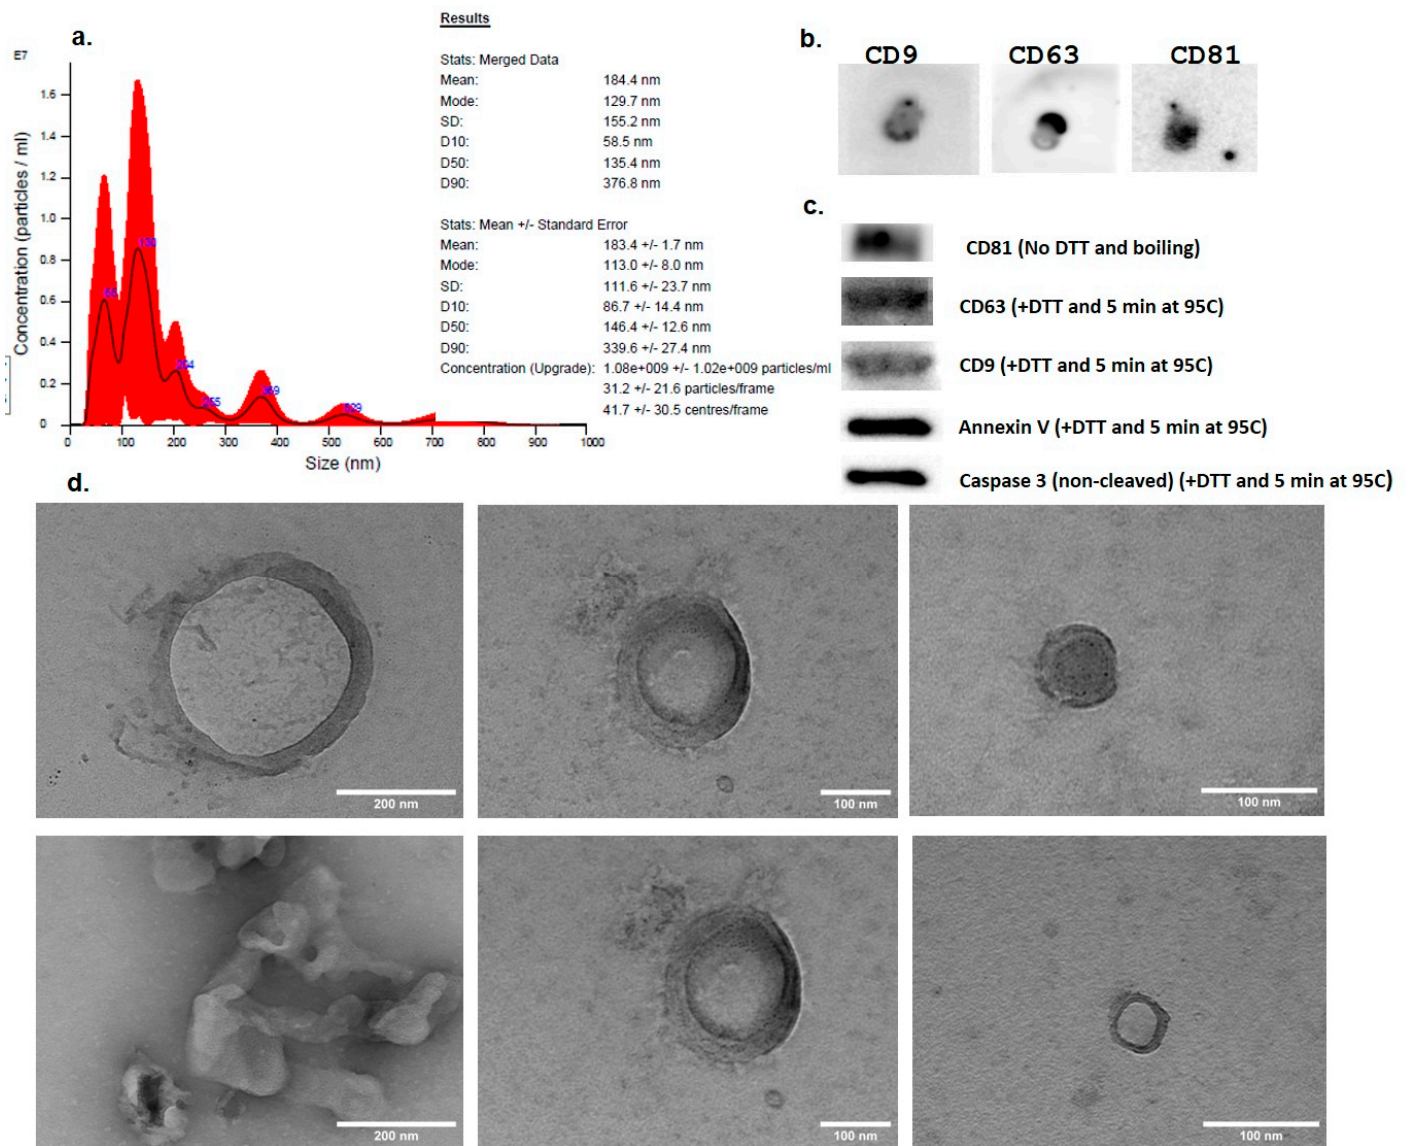 a.
E7
Concentration (particles / ml)
1.6
1.4
1.2
1.0
0.8
0.6
0.4
0.2
0
0 100 200 300 400 500 600 700 800 900 1000
Size (nm)
130
204
255
369
529
Results
Stats: Merged Data
Mean: 184.4 nm
Mode: 129.7 nm
SD: 155.2 nm
D10: 58.5 nm
D50: 135.4 nm
D90: 376.8 nm
Stats: Mean +/- Standard Error
Mean: 183.4 +/- 1.7 nm
Mode: 113.0 +/- 8.0 nm
SD: 111.6 +/- 23.7 nm
D10: 86.7 +/- 14.4 nm
D50: 146.4 +/- 12.6 nm
D90: 339.6 +/- 27.4 nm
Concentration (Upgrade): 1.08e+009 +/- 1.02e+009 particles/ml
31.2 +/- 21.6 particles/frame
41.7 +/- 30.5 centres/frame
b.
CD9 CD63 CD81
c.
CD81 (No DTT and boiling)
CD63 (+DTT and 5 min at 95C)
CD9 (+DTT and 5 min at 95C)
Annexin V (+DTT and 5 min at 95C)
Caspase 3 (non-cleaved) (+DTT and 5 min at 95C)
d.
200 nm
100 nm
100 nm
200 nm
100 nm
100 nm